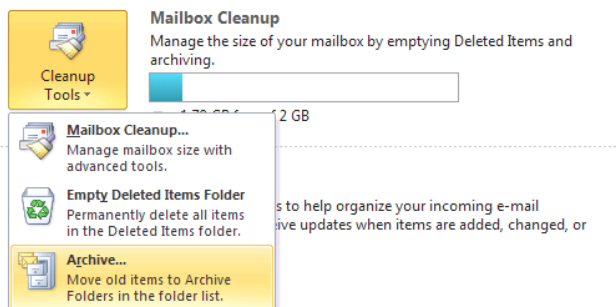 Mailbox Cleanup
Manage the size of your mailbox by emptying Deleted Items and
archiving.
Cleanup
Tools
2 GB
Mailbox Cleanup...
Manage mailbox size with
advanced tools.
Empty Deleted Items Folder
Permanently delete all items
in the Deleted Items folder.
s to help organize your incoming e-mail
ive updates when items are added, changed, or
Archive...
Move old items to Archive
Folders in the folder list.